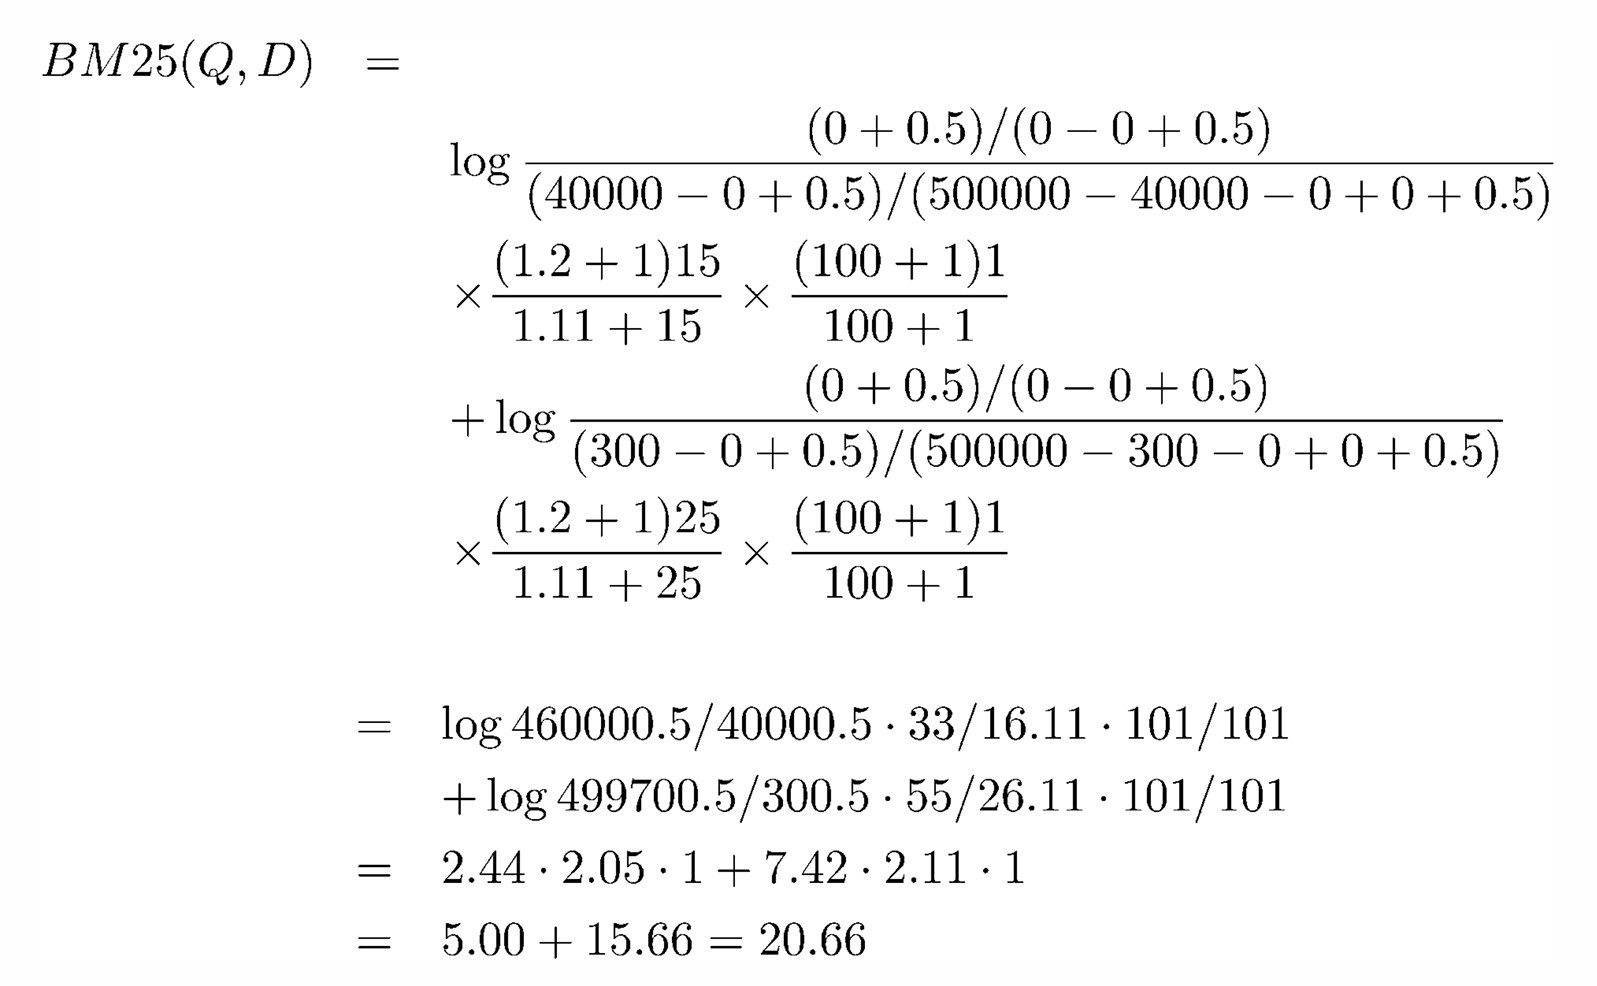 BM25(Q, D) =
log (0 + 0.5)/(0 − 0 + 0.5) / (40000 − 0 + 0.5)/(500000 − 40000 − 0 + 0 + 0.5)
× (1.2 + 1)15 / 1.11 + 15 × (100 + 1)1 / 100 + 1
+ log (0 + 0.5)/(0 − 0 + 0.5) / (300 − 0 + 0.5)/(500000 − 300 − 0 + 0 + 0.5)
× (1.2 + 1)25 / 1.11 + 25 × (100 + 1)1 / 100 + 1
= log 460000.5/40000.5 · 33/16.11 · 101/101
+ log 499700.5/300.5 · 55/26.11 · 101/101
= 2.44 · 2.05 · 1 + 7.42 · 2.11 · 1
= 5.00 + 15.66 = 20.66